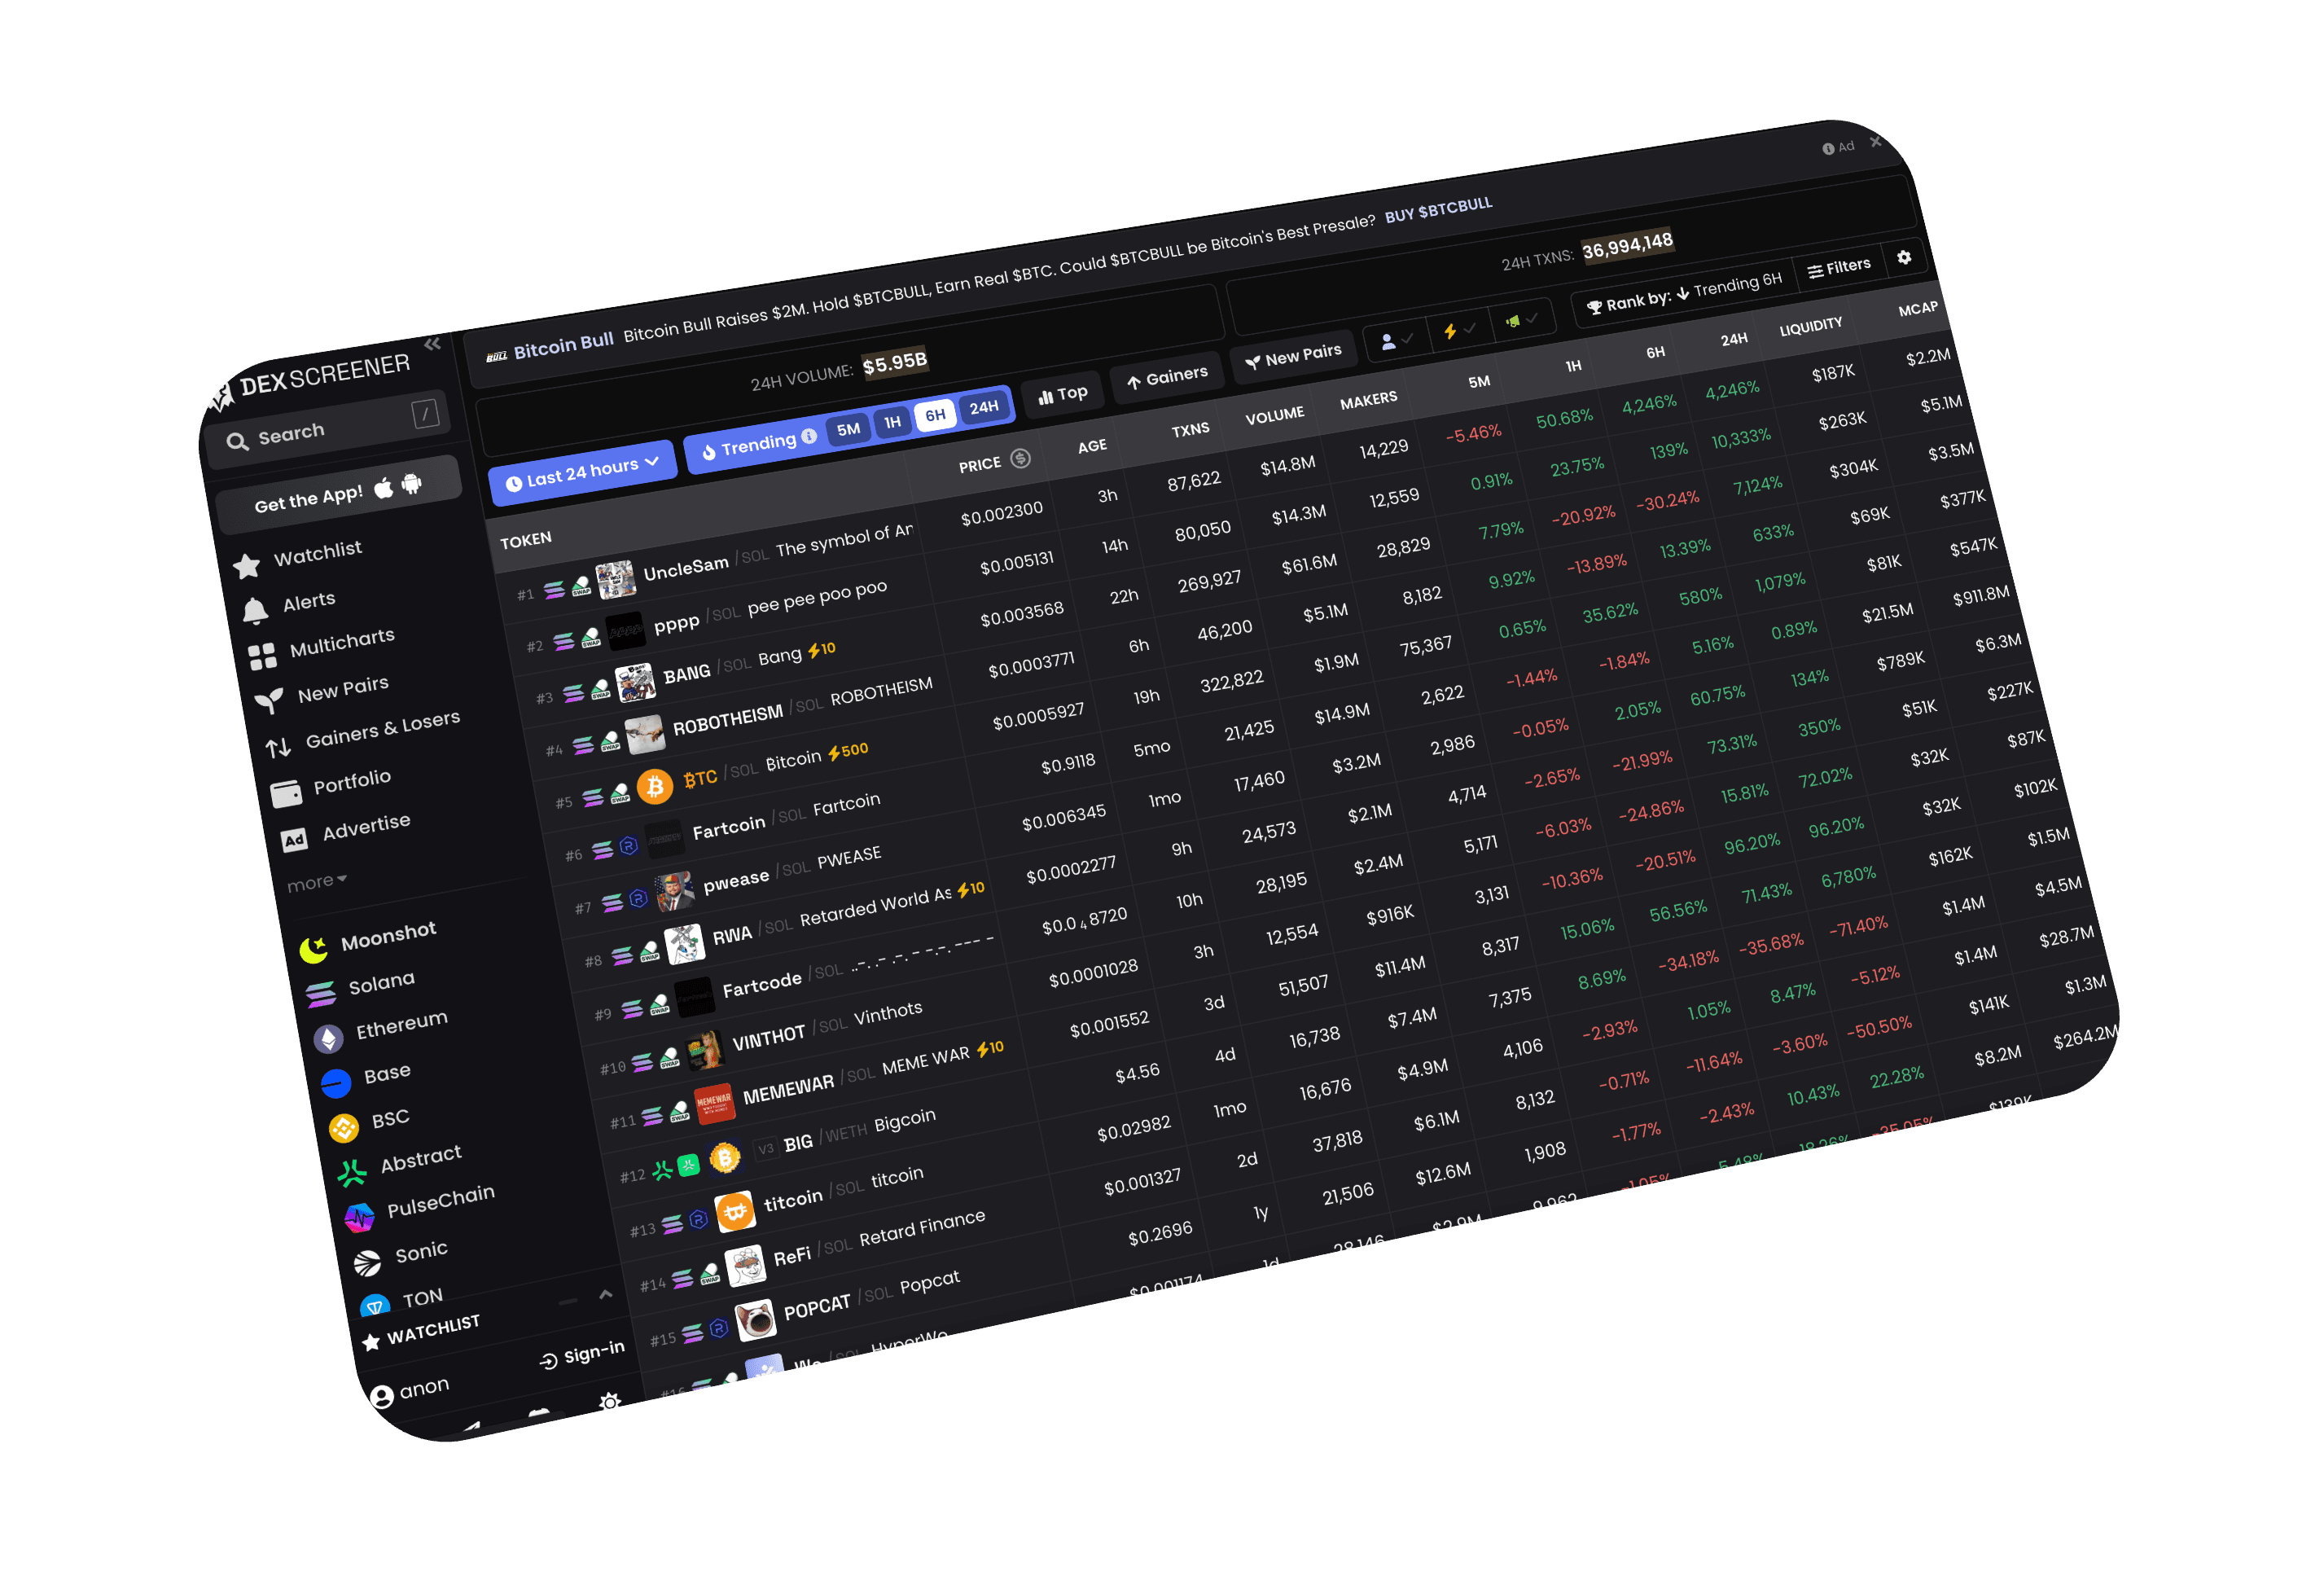 DEXSCREENER
Search /
Get the App!
Watchlist
Alerts
Multicharts
New Pairs
Gainers & Losers
Portfolio
Ad Advertise
more
Moonshot
Solana
Ethereum
Base
BSC
Abstract
PulseChain
Sonic
TON
WATCHLIST
anon Sign-in
Bitcoin Bull Bitcoin Bull Raises $2M. Hold $BTCBULL, Earn Real $BTC. Could $BTCBULL be Bitcoin's Best Presale? BUY $BTCBULL Ad
24H VOLUME: $5.95B 24H TXNS: 36,994,148
Last 24 hours Trending 5M 1H 6H 24H Top Gainers New Pairs Rank by: Trending 6H Filters
TOKEN PRICE AGE TXNS VOLUME MAKERS 5M 1H 6H 24H LIQUIDITY MCAP
#1 UncleSam /SOL The symbol of Am $0.002300 3h 87,622 $14.8M 14,229 -5.46% 50.68% 4,246% 4,246% $187K $2.2M
#2 pppp /SOL pee pee poo poo $0.005131 14h 80,050 $14.3M 12,559 0.91% 23.75% 139% 10,333% $263K $5.1M
#3 BANG /SOL Bang 10 $0.003568 22h 269,927 $61.6M 28,829 7.79% -20.92% -30.24% 7,124% $304K $3.5M
#4 ROBOTHEISM /SOL ROBOTHEISM $0.0003771 6h 46,200 $5.1M 8,182 9.92% -13.89% 13.39% 633% $69K $377K
#5 ₿TC /SOL Bitcoin 500 $0.0005927 19h 322,822 $1.9M 75,367 0.65% 35.62% 580% 1,079% $81K $547K
#6 Fartcoin /SOL Fartcoin $0.9118 5mo 21,425 $14.9M 2,622 -1.44% -1.84% 5.16% 0.89% $21.5M $911.8M
#7 pwease /SOL PWEASE $0.006345 1mo 17,460 $3.2M 2,986 -0.05% 2.05% 60.75% 134% $789K $6.3M
#8 RWA /SOL Retarded World As 10 $0.0002277 9h 24,573 $2.1M 4,714 -2.65% -21.99% 73.31% 350% $51K $227K
#9 Fartcode /SOL ..-. .- .-. - -.-. --- - $0.0₄8720 10h 28,195 $2.4M 5,171 -6.03% -24.86% 15.81% 72.02% $32K $87K
#10 VINTHOT /SOL Vinthots $0.0001028 3h 12,554 $916K 3,131 -10.36% -20.51% 96.20% 96.20% $32K $102K
#11 MEMEWAR /SOL MEME WAR 10 $0.001552 3d 51,507 $11.4M 8,317 15.06% 56.56% 71.43% 6,780% $162K $1.5M
#12 V3 BIG /WETH Bigcoin $4.56 4d 16,738 $7.4M 7,375 8.69% -34.18% -35.68% -71.40% $1.4M $4.5M
#13 titcoin /SOL titcoin $0.02982 1mo 16,676 $4.9M 4,106 -2.93% 1.05% 8.47% -5.12% $1.4M $28.7M
#14 ReFi /SOL Retard Finance $0.001327 2d 37,818 $6.1M 8,132 -0.71% -11.64% -3.60% -50.50% $141K $1.3M
#15 POPCAT /SOL Popcat $0.2696 1y 21,506 $12.6M 1,908 -1.77% -2.43% 10.43% 22.28% $8.2M $264.2M
#16 /SOL $0.001174 1d 28,146 $2.9M 9,962 -1.05% 5.48% 18.26% -35.05% $139K